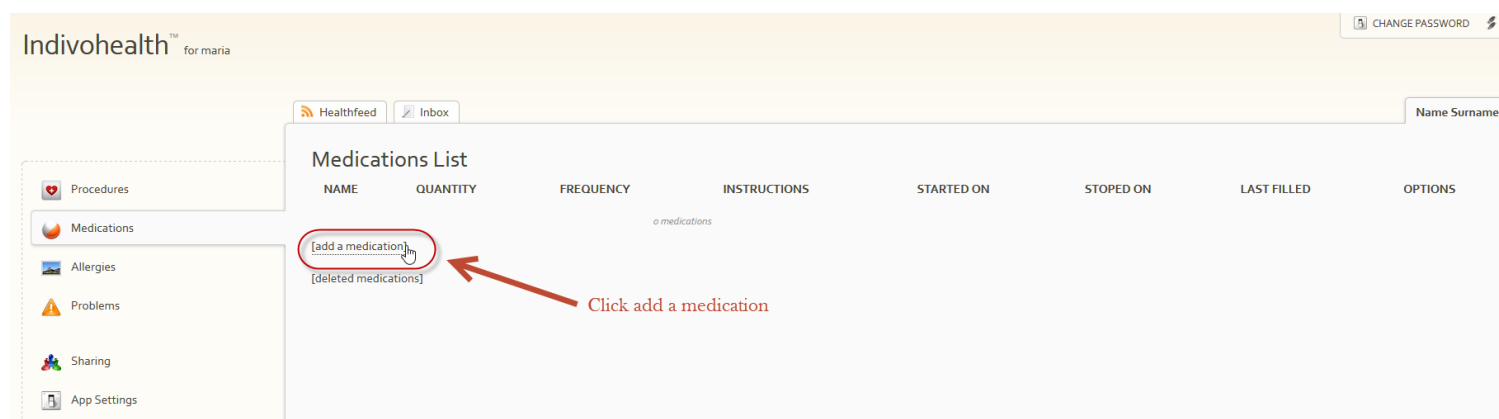 CHANGE PASSWORD
Indivohealth™ for maria
Healthfeed Inbox Name Surname
Medications List
NAME QUANTITY FREQUENCY INSTRUCTIONS STARTED ON STOPED ON LAST FILLED OPTIONS
Procedures
o medications
Medications
[add a medication]
Allergies
[deleted medications]
Problems
Click add a medication
Sharing
App Settings